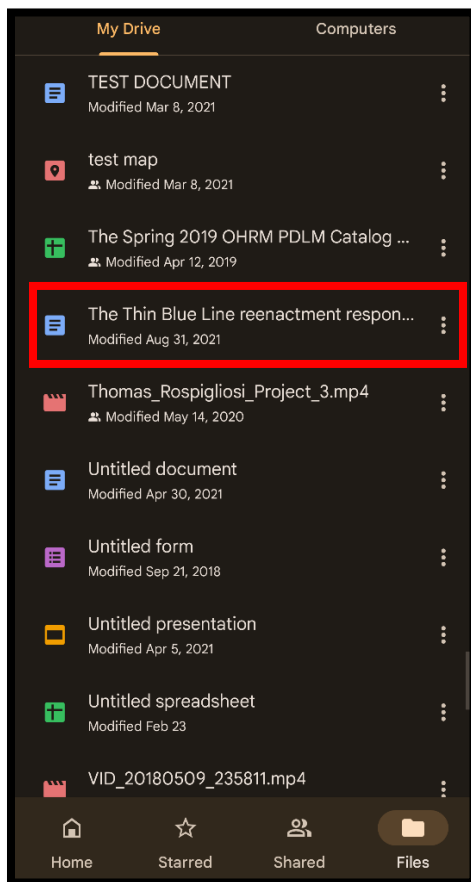 My Drive Computers
TEST DOCUMENT
Modified Mar 8, 2021
test map
Modified Mar 8, 2021
The Spring 2019 OHRM PDLM Catalog ...
Modified Apr 12, 2019
The Thin Blue Line reenactment respon...
Modified Aug 31, 2021
Thomas_Rospigliosi_Project_3.mp4
Modified May 14, 2020
Untitled document
Modified Apr 30, 2021
Untitled form
Modified Sep 21, 2018
Untitled presentation
Modified Apr 5, 2021
Untitled spreadsheet
Modified Feb 23
VID_20180509_235811.mp4
Home Starred Shared Files